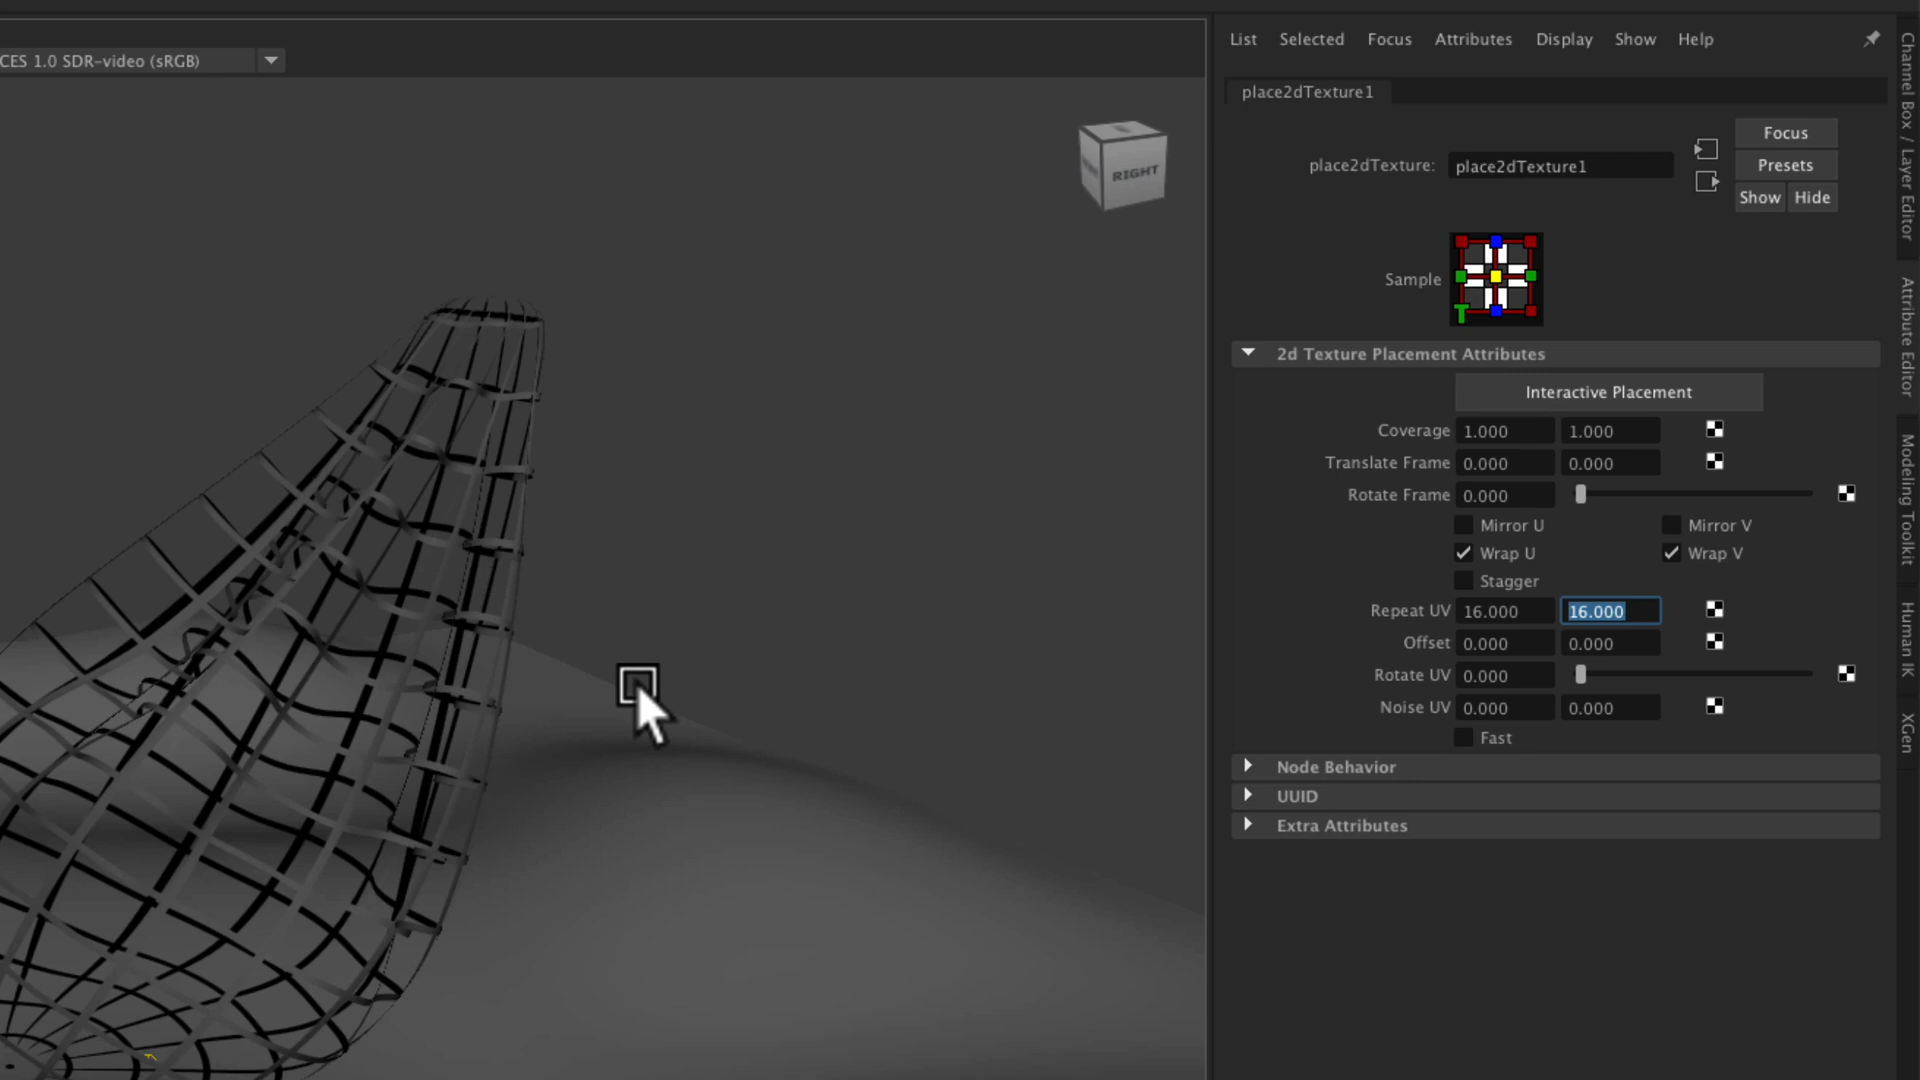 List Selected Focus Attributes Display Show Help
CES 1.0 SDR-video (sRGB)
place2dTexture1
Focus
place2dTexture: place2dTexture1
Presets
Show Hide
RIGHT
Sample
2d Texture Placement Attributes
Interactive Placement
Coverage 1.000 1.000
Translate Frame 0.000 0.000
Rotate Frame 0.000
Mirror U Mirror V
Wrap U Wrap V
Stagger
Repeat UV 16.000 16.000
Offset 0.000 0.000
Rotate UV 0.000
Noise UV 0.000 0.000
Fast
Node Behavior
UUID
Extra Attributes
Channel Box / Layer Editor
Attribute Editor
Modeling Toolkit
Human IK
XGen